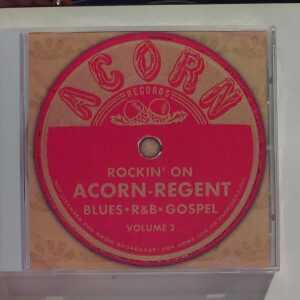 ACORN
RECORDS
ROCKIN' ON
ACORN-REGENT
BLUES • R&B • GOSPEL
VOLUME 2